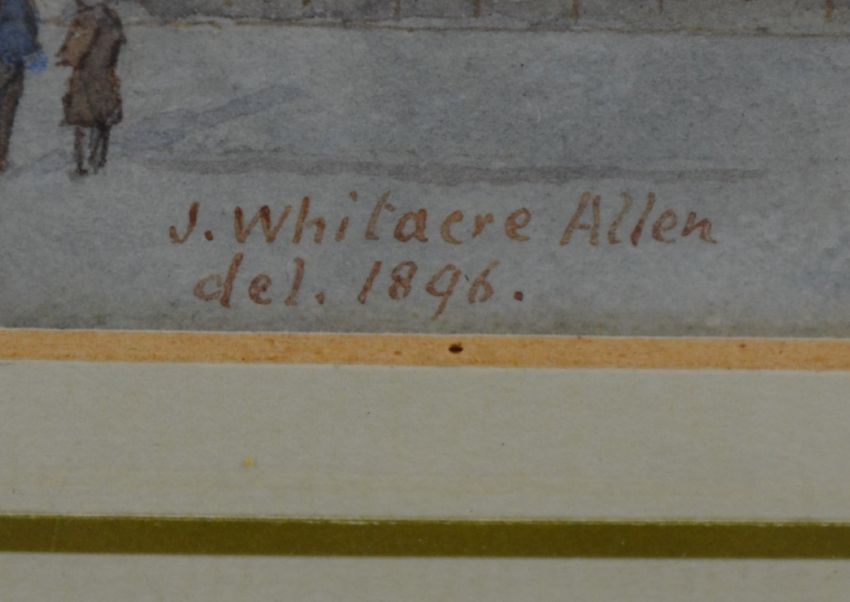 J. Whitacre Allen
del. 1896.